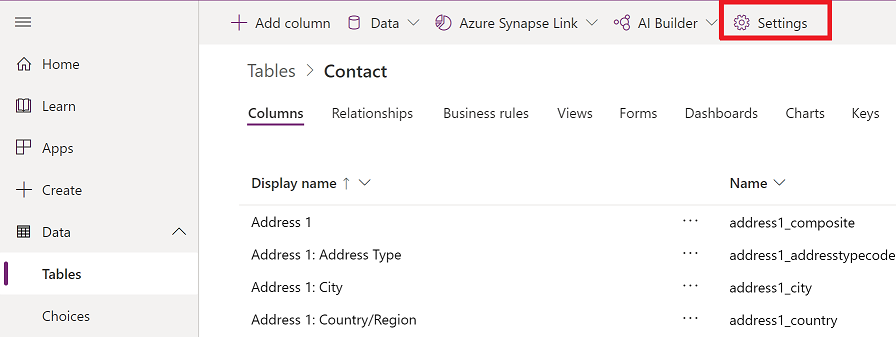 + Add column Data Azure Synapse Link AI Builder Settings
Home
Tables > Contact
Learn
Columns Relationships Business rules Views Forms Dashboards Charts Keys
Apps
Display name ↑ Name
Create
Address 1 ... address1_composite
Data
Address 1: Address Type ... address1_addresstypecode
Tables
Address 1: City ... address1_city
Choices
Address 1: Country/Region ... address1_country